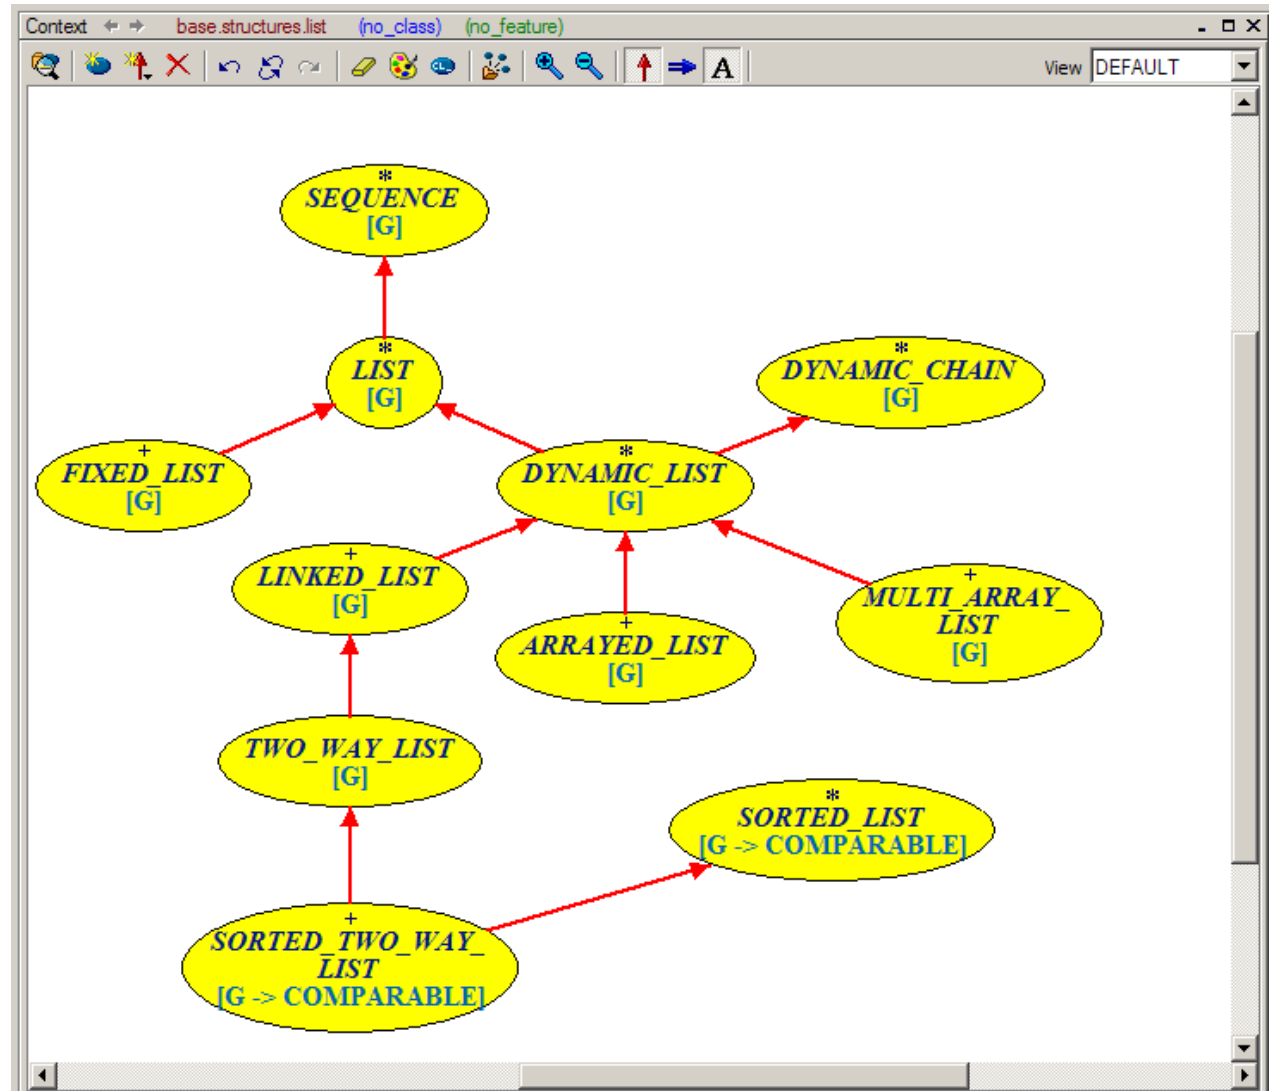 Context base.structures.list (no_class) (no_feature)
CL A View DEFAULT
*
SEQUENCE
[G]
*
LIST
[G]
*
DYNAMIC_CHAIN
[G]
+
FIXED_LIST
[G]
*
DYNAMIC_LIST
[G]
+
LINKED_LIST
[G]
+
ARRAYED_LIST
[G]
+
MULTI_ARRAY_
LIST
[G]
TWO_WAY_LIST
[G]
*
SORTED_LIST
[G -> COMPARABLE]
+
SORTED_TWO_WAY_
LIST
[G -> COMPARABLE]